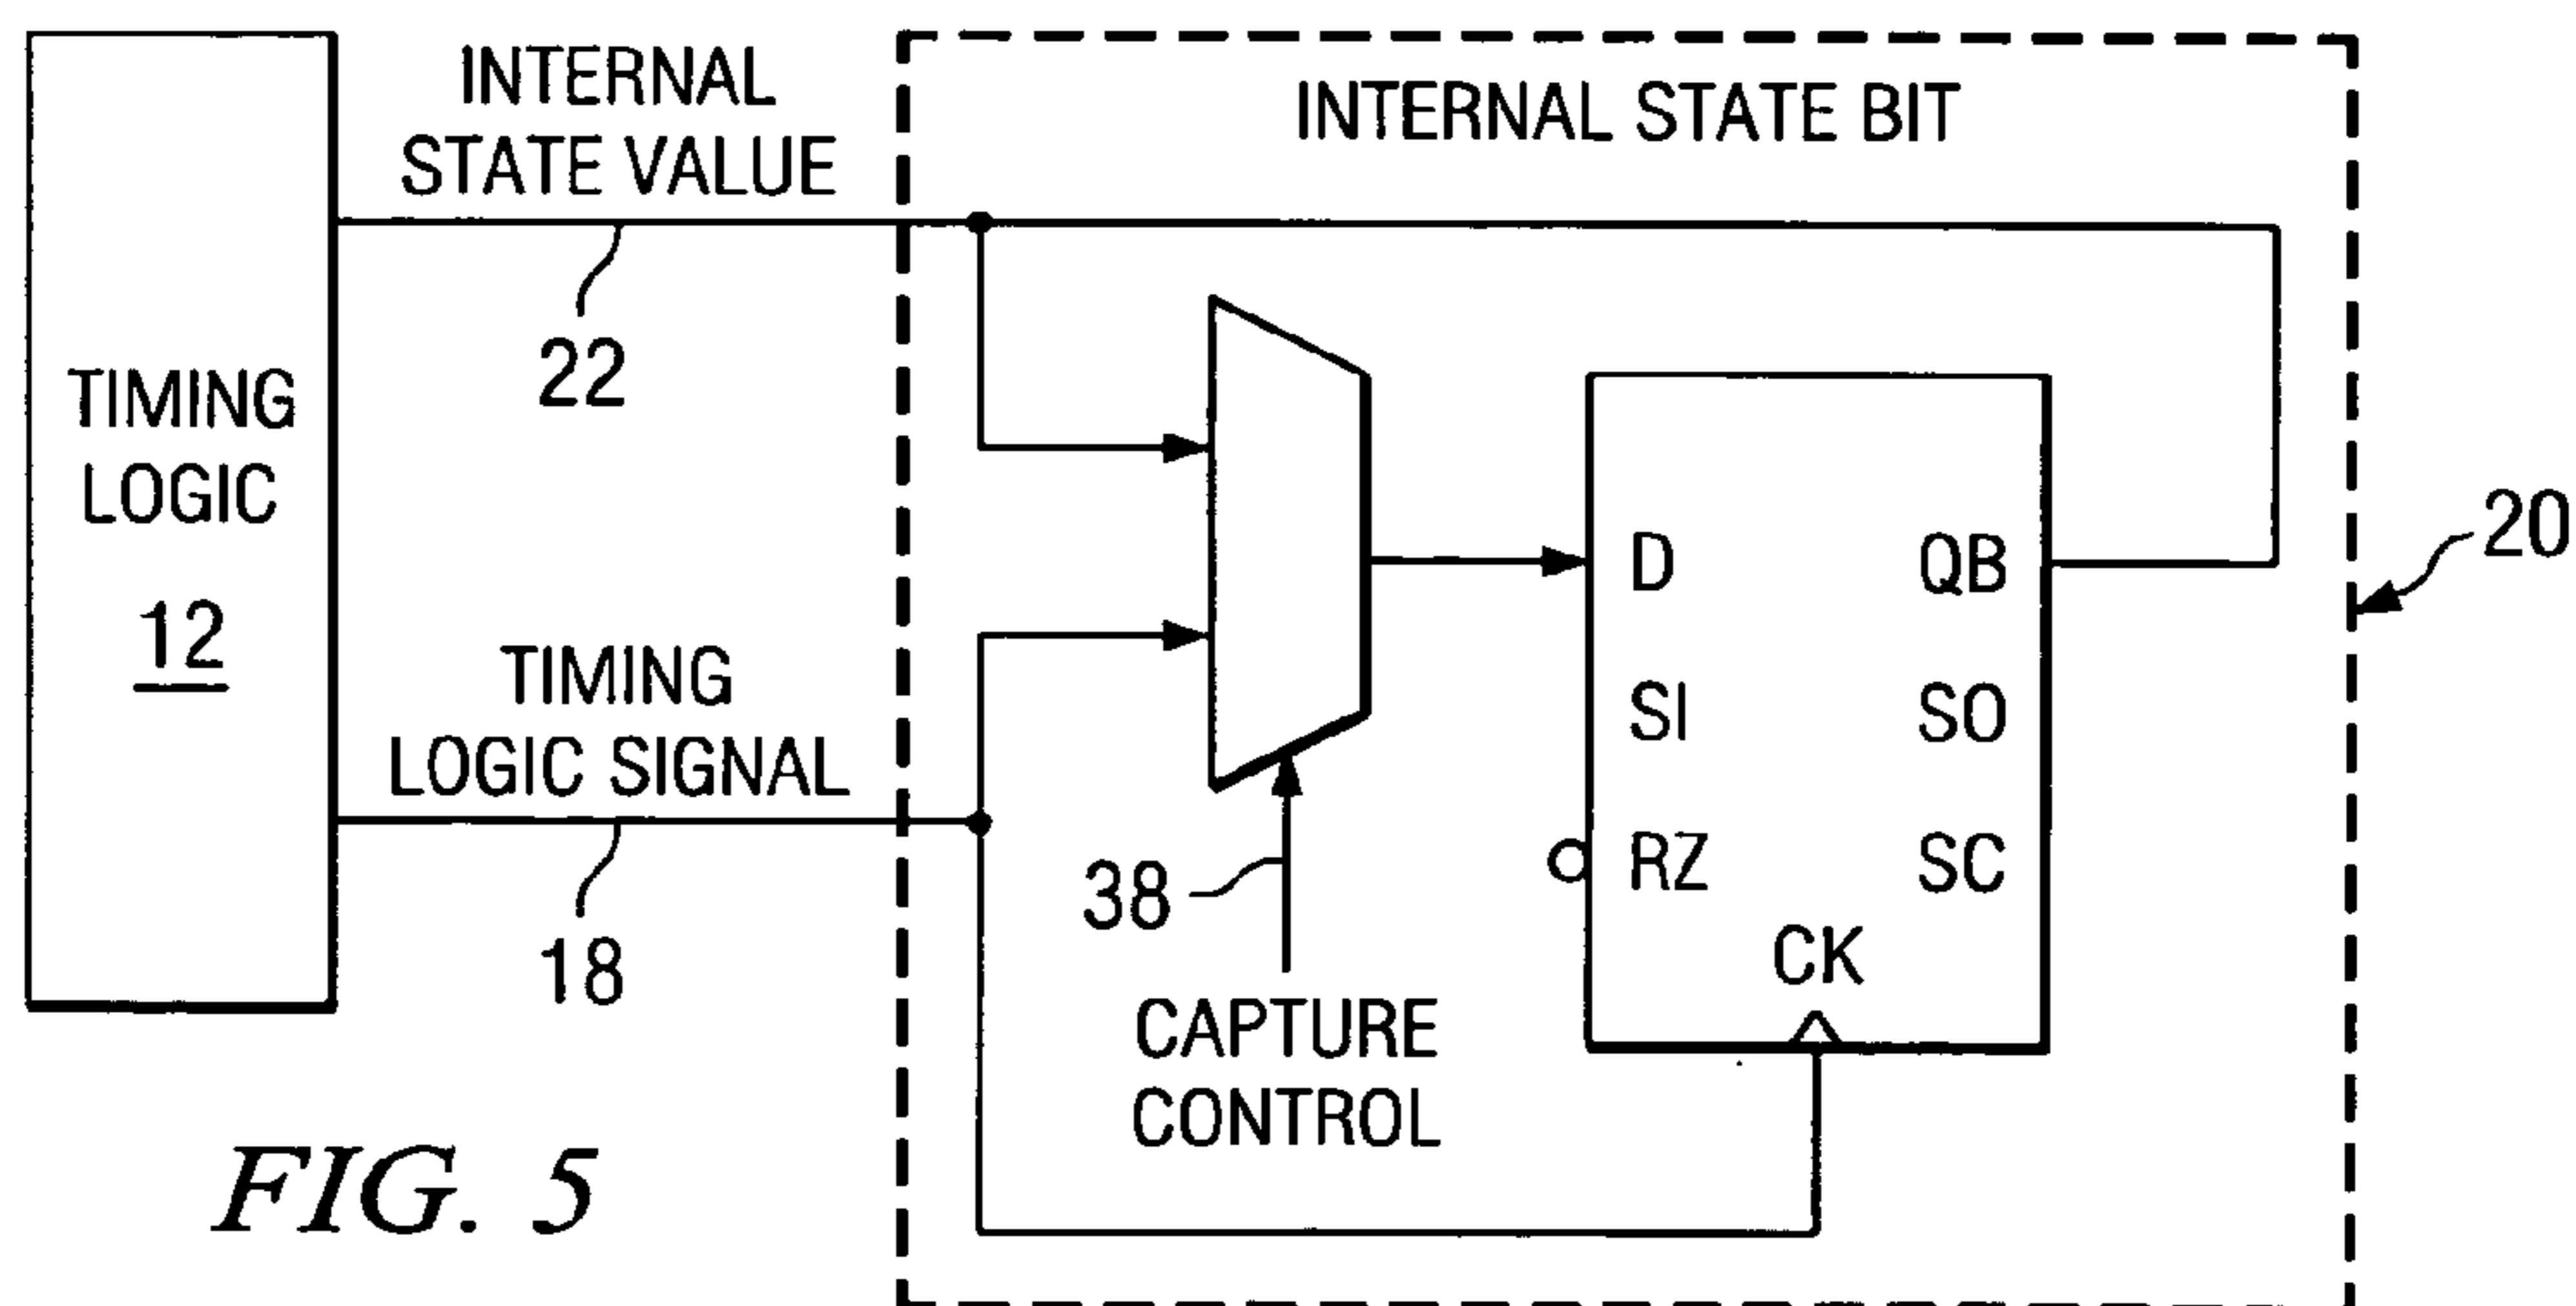 INTERNAL
STATE VALUE
INTERNAL STATE BIT
22
TIMING
LOGIC
12
TIMING
LOGIC SIGNAL
18
38
CAPTURE
CONTROL
D
QB
SI
SO
RZ
SC
CK
20
FIG. 5